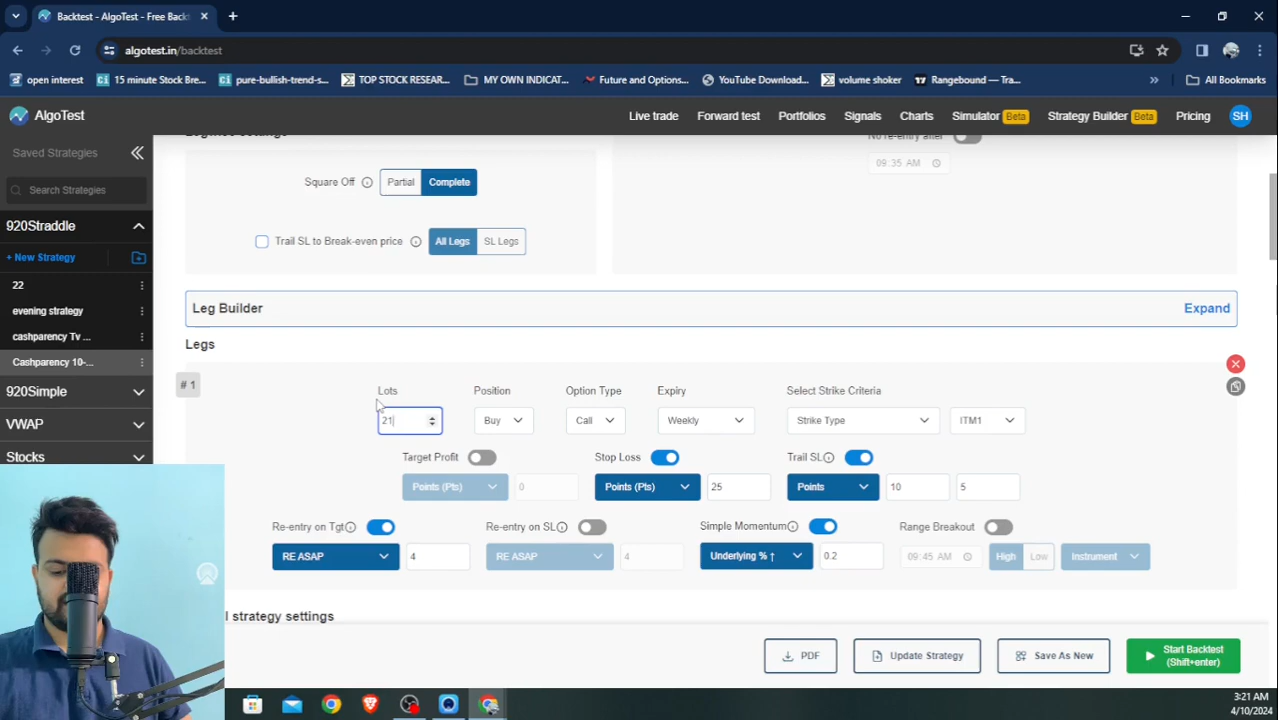 Backtest - AlgoTest - Free Back
algotest.in/backtest
open interest
15 minute Stock Bre...
pure-bullish-trend-s...
TOP STOCK RESEAR...
MY OWN INDICAT...
Future and Options...
YouTube Download...
volume shoker
Rangebound — Tra...
All Bookmarks
AlgoTest
Live trade
Forward test
Portfolios
Signals
Charts
Simulator Beta
Strategy Builder Beta
Pricing
SH
Saved Strategies
Search Strategies
920Straddle
+ New Strategy
22
evening strategy
cashparency Tv ...
Cashparency 10-...
920Simple
VWAP
Stocks
No re-entry after
09:35 AM
Square Off
Partial
Complete
Trail SL to Break-even price
All Legs
SL Legs
Leg Builder
Expand
Legs
# 1
Lots
Position
Option Type
Expiry
Select Strike Criteria
21
Buy
Call
Weekly
Strike Type
ITM1
Target Profit
Stop Loss
Trail SL
Points (Pts)
0
Points (Pts)
25
Points
10
5
Re-entry on Tgt
Re-entry on SL
Simple Momentum
Range Breakout
RE ASAP
4
RE ASAP
4
Underlying % ↑
0.2
09:45 AM
High
Low
Instrument
l strategy settings
PDF
Update Strategy
Save As New
Start Backtest
(Shift+enter)
3:21 AM
4/10/2024